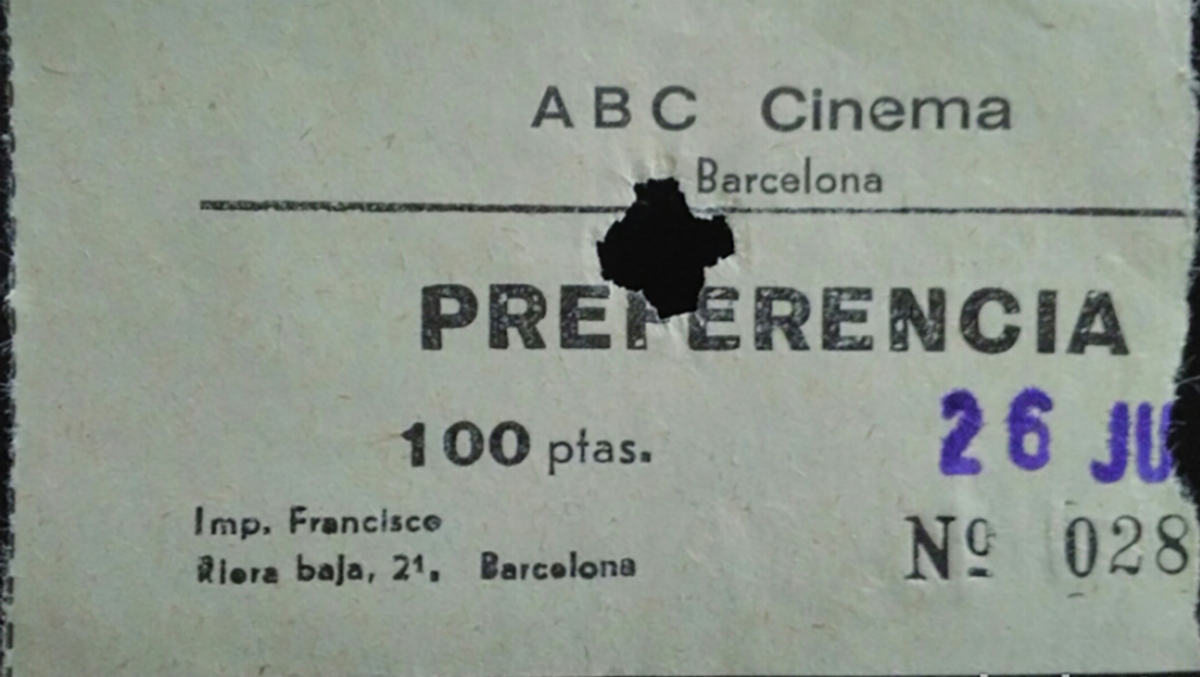 ABC Cinema
Barcelona
PREFERENCIA
100 ptas.
26 JU
Imp. Francisco
Riera baja, 21. Barcelona
Nº 028